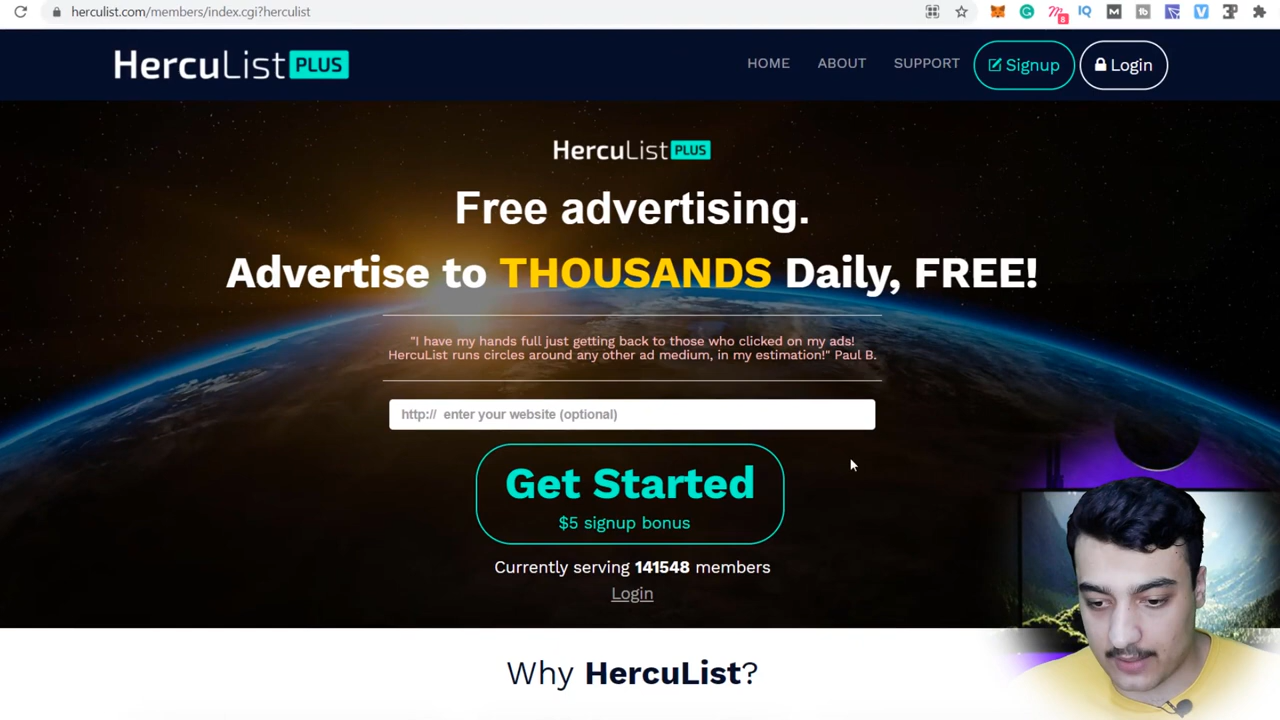 herculist.com/members/index.cgi?herculist
8
HercuList PLUS
HOME
ABOUT
SUPPORT
Signup
Login
HercuList PLUS
Free advertising.
Advertise to THOUSANDS Daily, FREE!
"I have my hands full just getting back to those who clicked on my ads!
HercuList runs circles around any other ad medium, in my estimation!" Paul B.
http:// enter your website (optional)
Get Started
$5 signup bonus
Currently serving 141548 members
Login
Why HercuList?